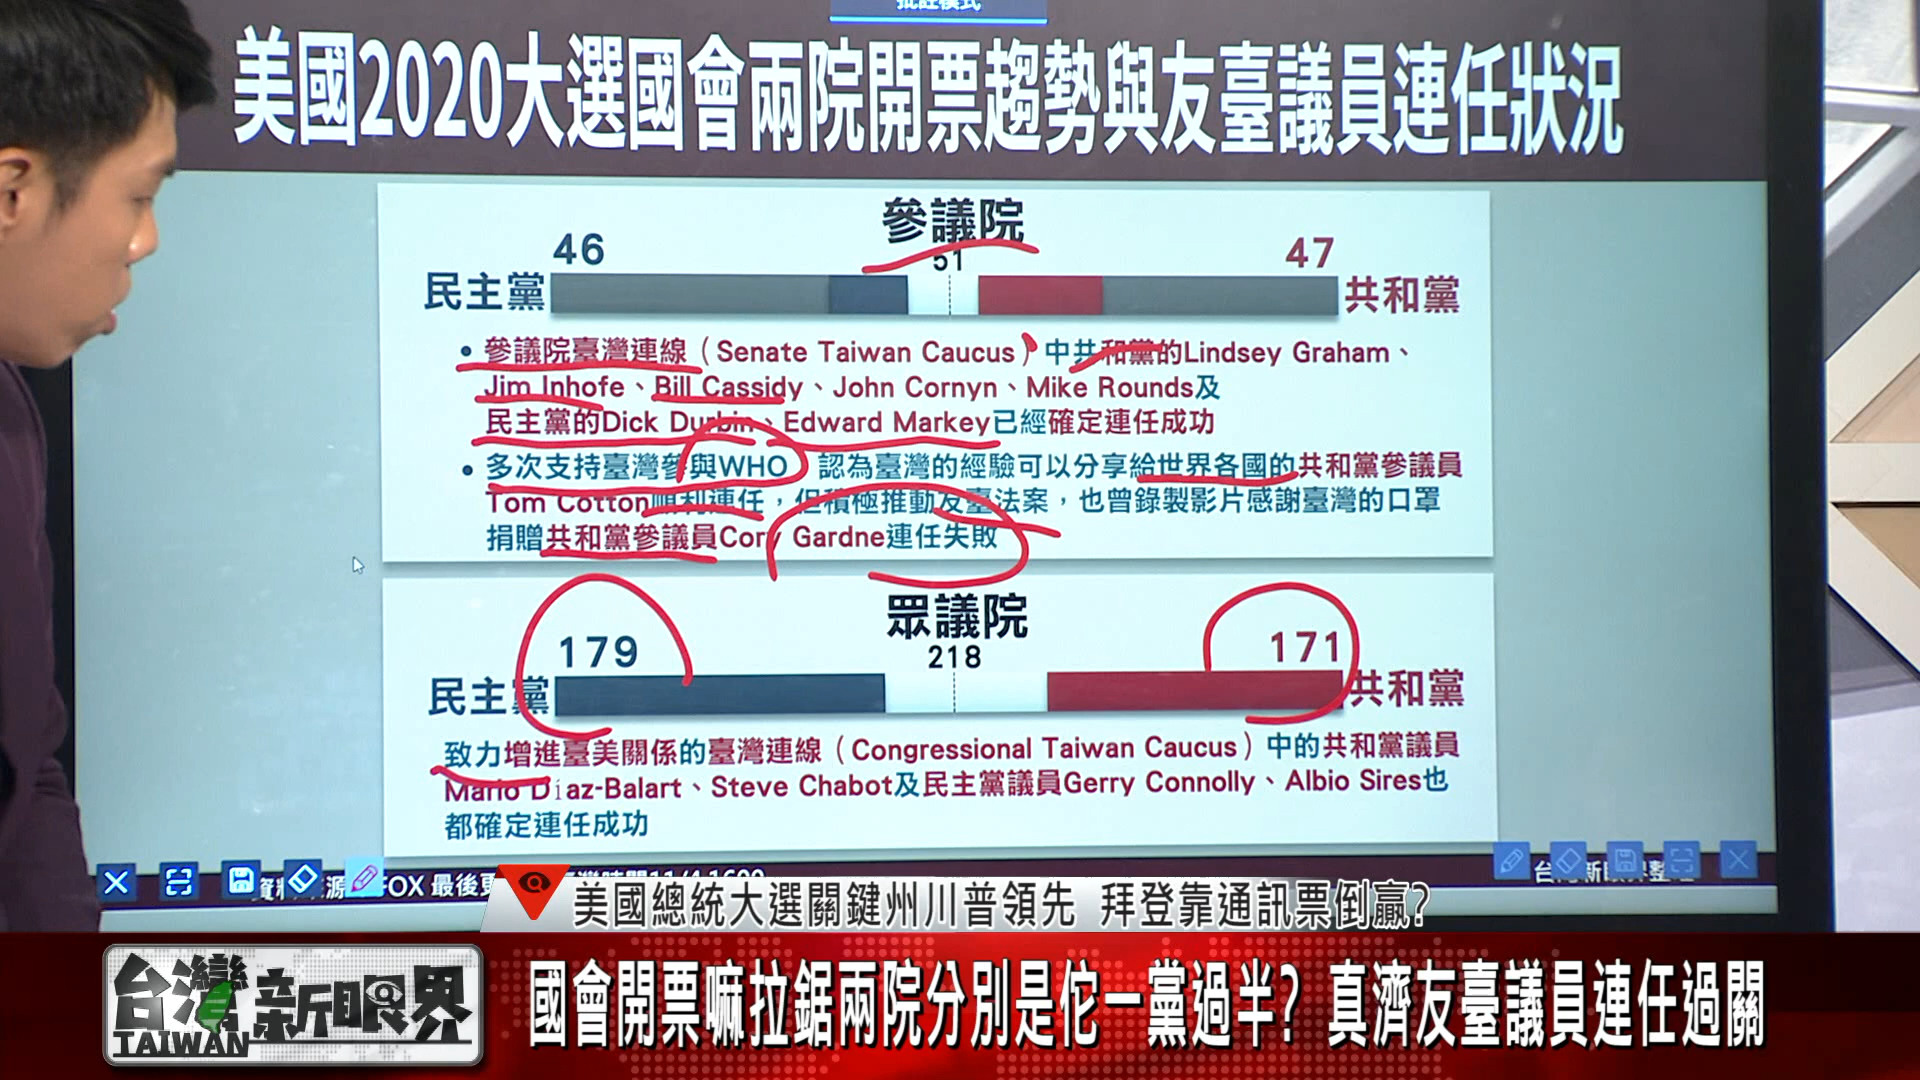 批註模式
美國2020大選國會兩院開票趨勢與友臺議員連任狀況
參議院
46
51
47
民主黨
共和黨
• 參議院臺灣連線（Senate Taiwan Caucus）中共和黨的Lindsey Graham、
Jim Inhofe、Bill Cassidy、John Cornyn、Mike Rounds及
民主黨的Dick Durbin、Edward Markey已經確定連任成功
• 多次支持臺灣參與WHO 認為臺灣的經驗可以分享給世界各國的共和黨參議員
Tom Cotton順利連任，但積極推動友臺法案，也曾錄製影片感謝臺灣的口罩
捐贈共和黨參議員Cory Gardne連任失敗
眾議院
179
218
171
民主黨
共和黨
致力增進臺美關係的臺灣連線（Congressional Taiwan Caucus）中的共和黨議員
Mario Díaz-Balart、Steve Chabot及民主黨議員Gerry Connolly、Albio Sires也
都確定連任成功
FOX 最後
美國總統大選關鍵州川普領先 拜登靠通訊票倒贏?
台灣新眼界
TAIWAN
國會開票嘛拉鋸兩院分別是佗一黨過半? 真濟友臺議員連任過關